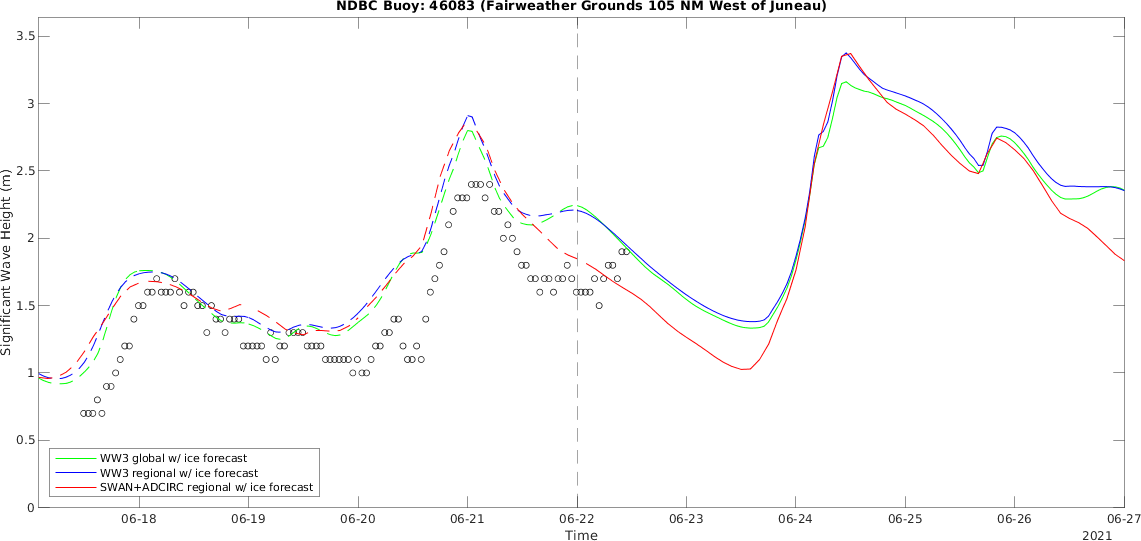 NDBC Buoy: 46083 (Fairweather Grounds 105 NM West of Juneau)
Significant Wave Height (m)
3.5
3
2.5
2
1.5
1
0.5
0
WW3 global w/ ice forecast
WW3 regional w/ ice forecast
SWAN+ADCIRC regional w/ ice forecast
06-18 06-19 06-20 06-21 06-22 06-23 06-24 06-25 06-26 06-27
Time
2021